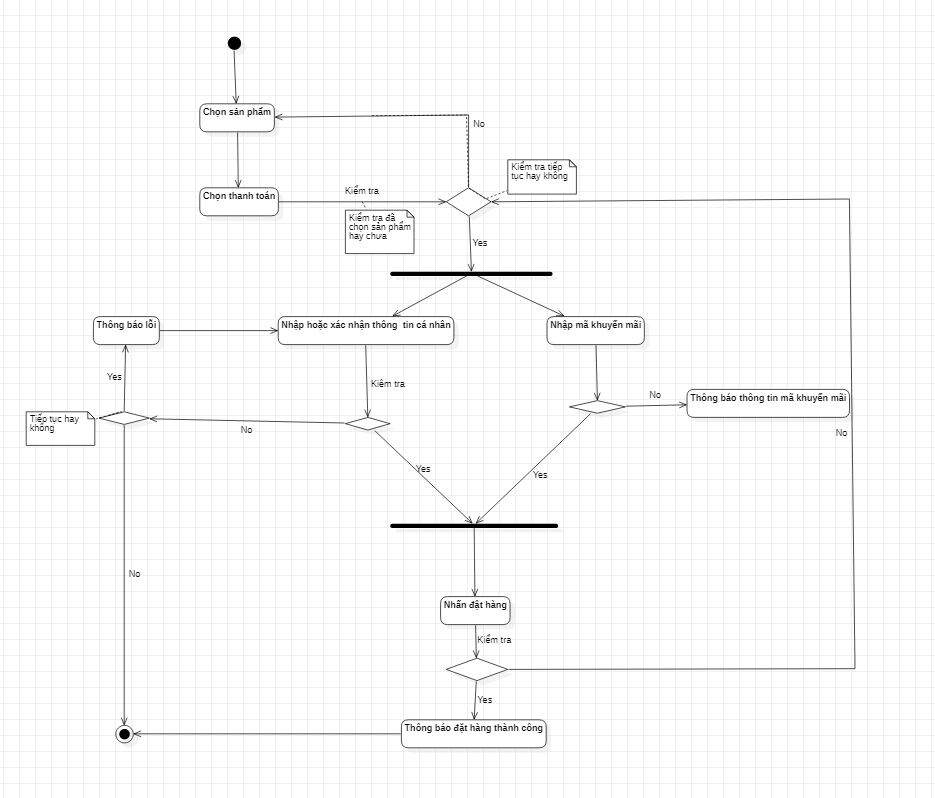 Chọn sản phẩm
No
Kiểm tra tiếp
tục hay không
Kiểm tra
Chọn thanh toán
Kiểm tra đã
chọn sản phẩm
hay chưa
Yes
Thông báo lỗi
Nhập hoặc xác nhận thông  tin cá nhân
Nhập mã khuyến mãi
Yes
Kiểm tra
No
Thông báo thông tin mã khuyến mãi
Tiếp tục hay
không
No
No
Yes
Yes
No
Nhấn đặt hàng
Kiểm tra
Yes
Thông báo đặt hàng thành công